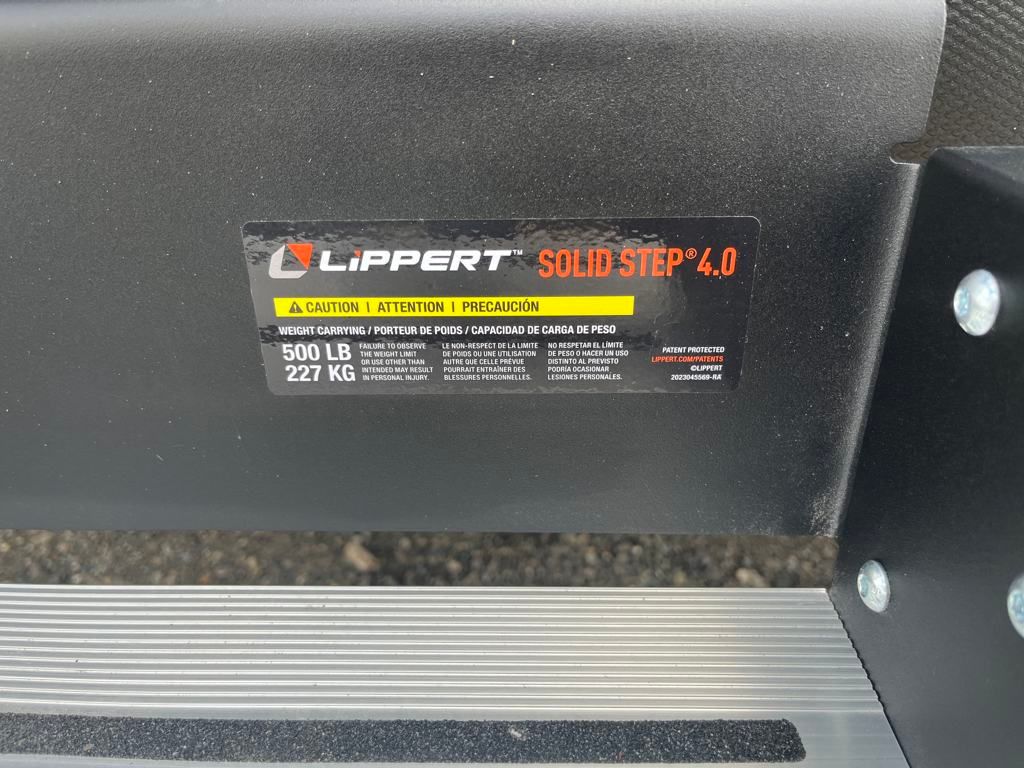 LiPPERT™ SOLID STEP® 4.0
⚠ CAUTION | ATTENTION | PRECAUCIÓN
WEIGHT CARRYING / PORTEUR DE POIDS / CAPACIDAD DE CARGA DE PESO
500 LB
227 KG
FAILURE TO OBSERVE
THE WEIGHT LIMIT
OR USE OTHER THAN
INTENDED MAY RESULT
IN PERSONAL INJURY.
LE NON-RESPECT DE LA LIMITE
DE POIDS OU UNE UTILISATION
AUTRE QUE CELLE PRÉVUE
POURRAIT ENTRAÎNER DES
BLESSURES PERSONNELLES.
NO RESPETAR EL LÍMITE
DE PESO O HACER UN USO
DISTINTO AL PREVISTO
PODRÍA OCASIONAR
LESIONES PERSONALES.
PATENT PROTECTED
LIPPERT.COM/PATENTS
©LIPPERT
2023045569-RA